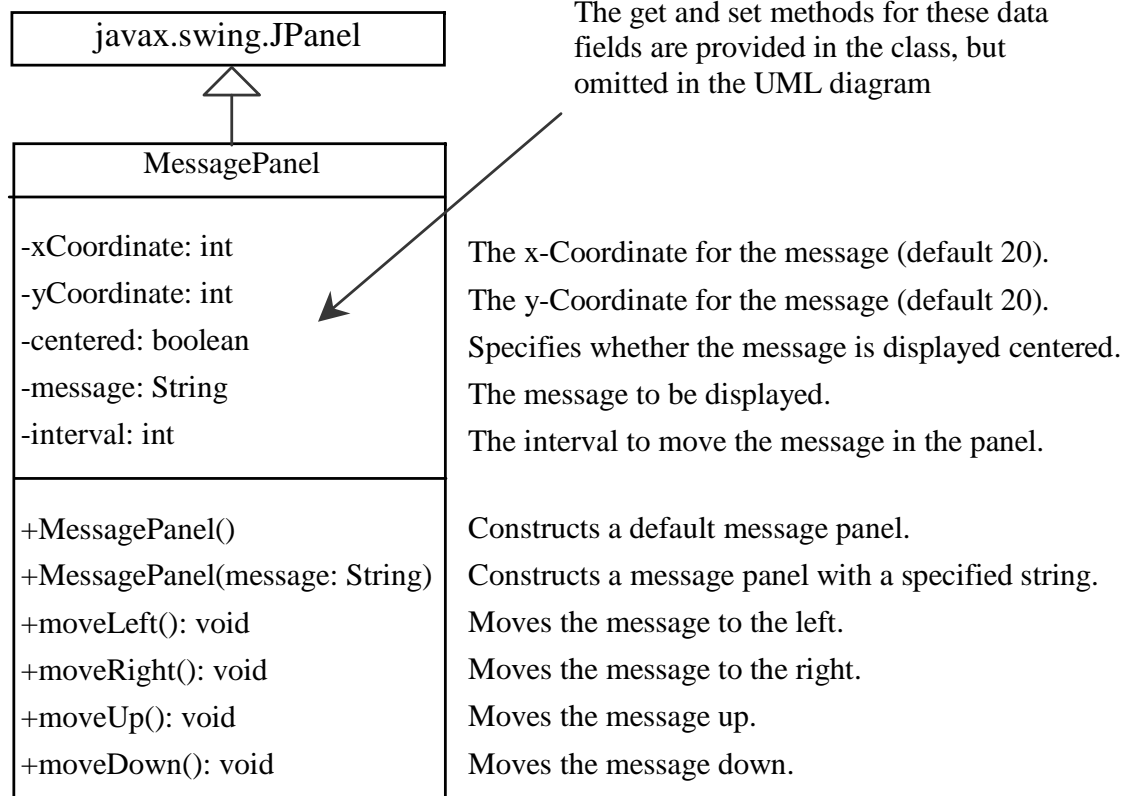 The get and set methods for these data
fields are provided in the class, but
omitted in the UML diagram
javax.swing.JPanel
MessagePanel
-xCoordinate: int
The x-Coordinate for the message (default 20).
-yCoordinate: int
The y-Coordinate for the message (default 20).
-centered: boolean
Specifies whether the message is displayed centered.
-message: String
The message to be displayed.
-interval: int
The interval to move the message in the panel.
+MessagePanel()
Constructs a default message panel.
+MessagePanel(message: String)
Constructs a message panel with a specified string.
+moveLeft(): void
Moves the message to the left.
+moveRight(): void
Moves the message to the right.
+moveUp(): void
Moves the message up.
+moveDown(): void
Moves the message down.